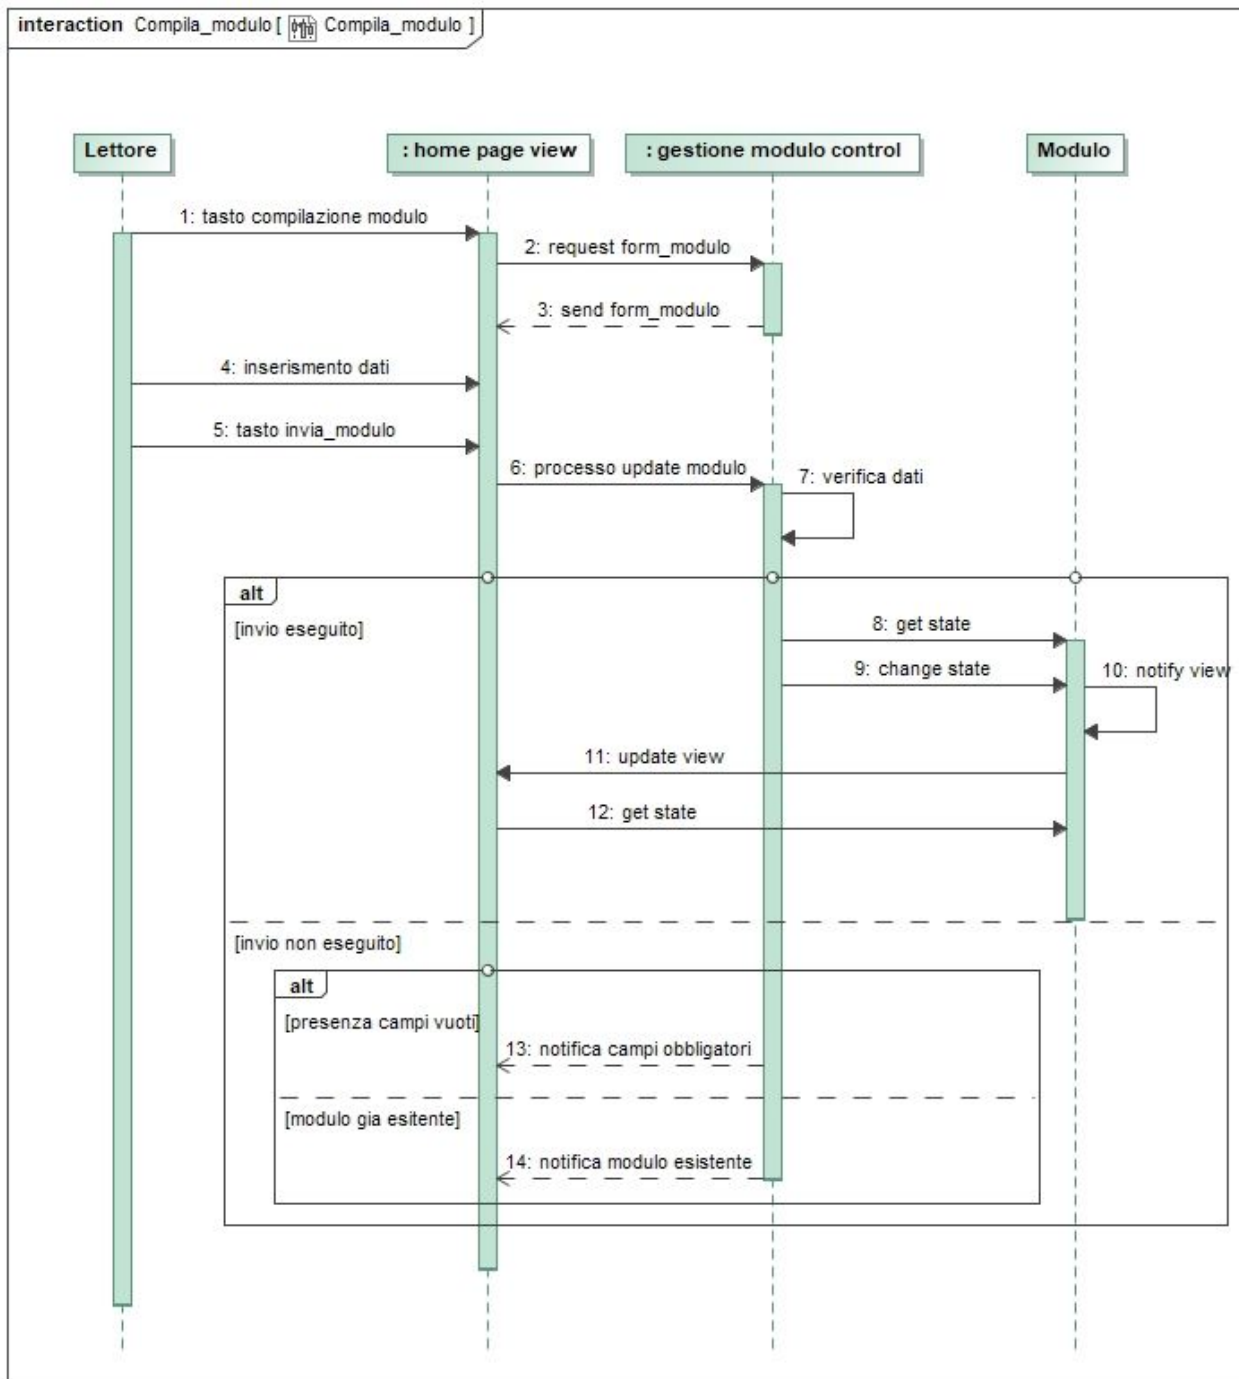 interaction Compila_modulo [ Compila_modulo ]
Lettore
: home page view
: gestione modulo control
Modulo
1: tasto compilazione modulo
2: request form_modulo
3: send form_modulo
4: inserismento dati
5: tasto invia_modulo
6: processo update modulo
7: verifica dati
alt
[invio eseguito]
8: get state
9: change state
10: notify view
11: update view
12: get state
[invio non eseguito]
alt
[presenza campi vuoti]
13: notifica campi obbligatori
[modulo gia esitente]
14: notifica modulo esistente